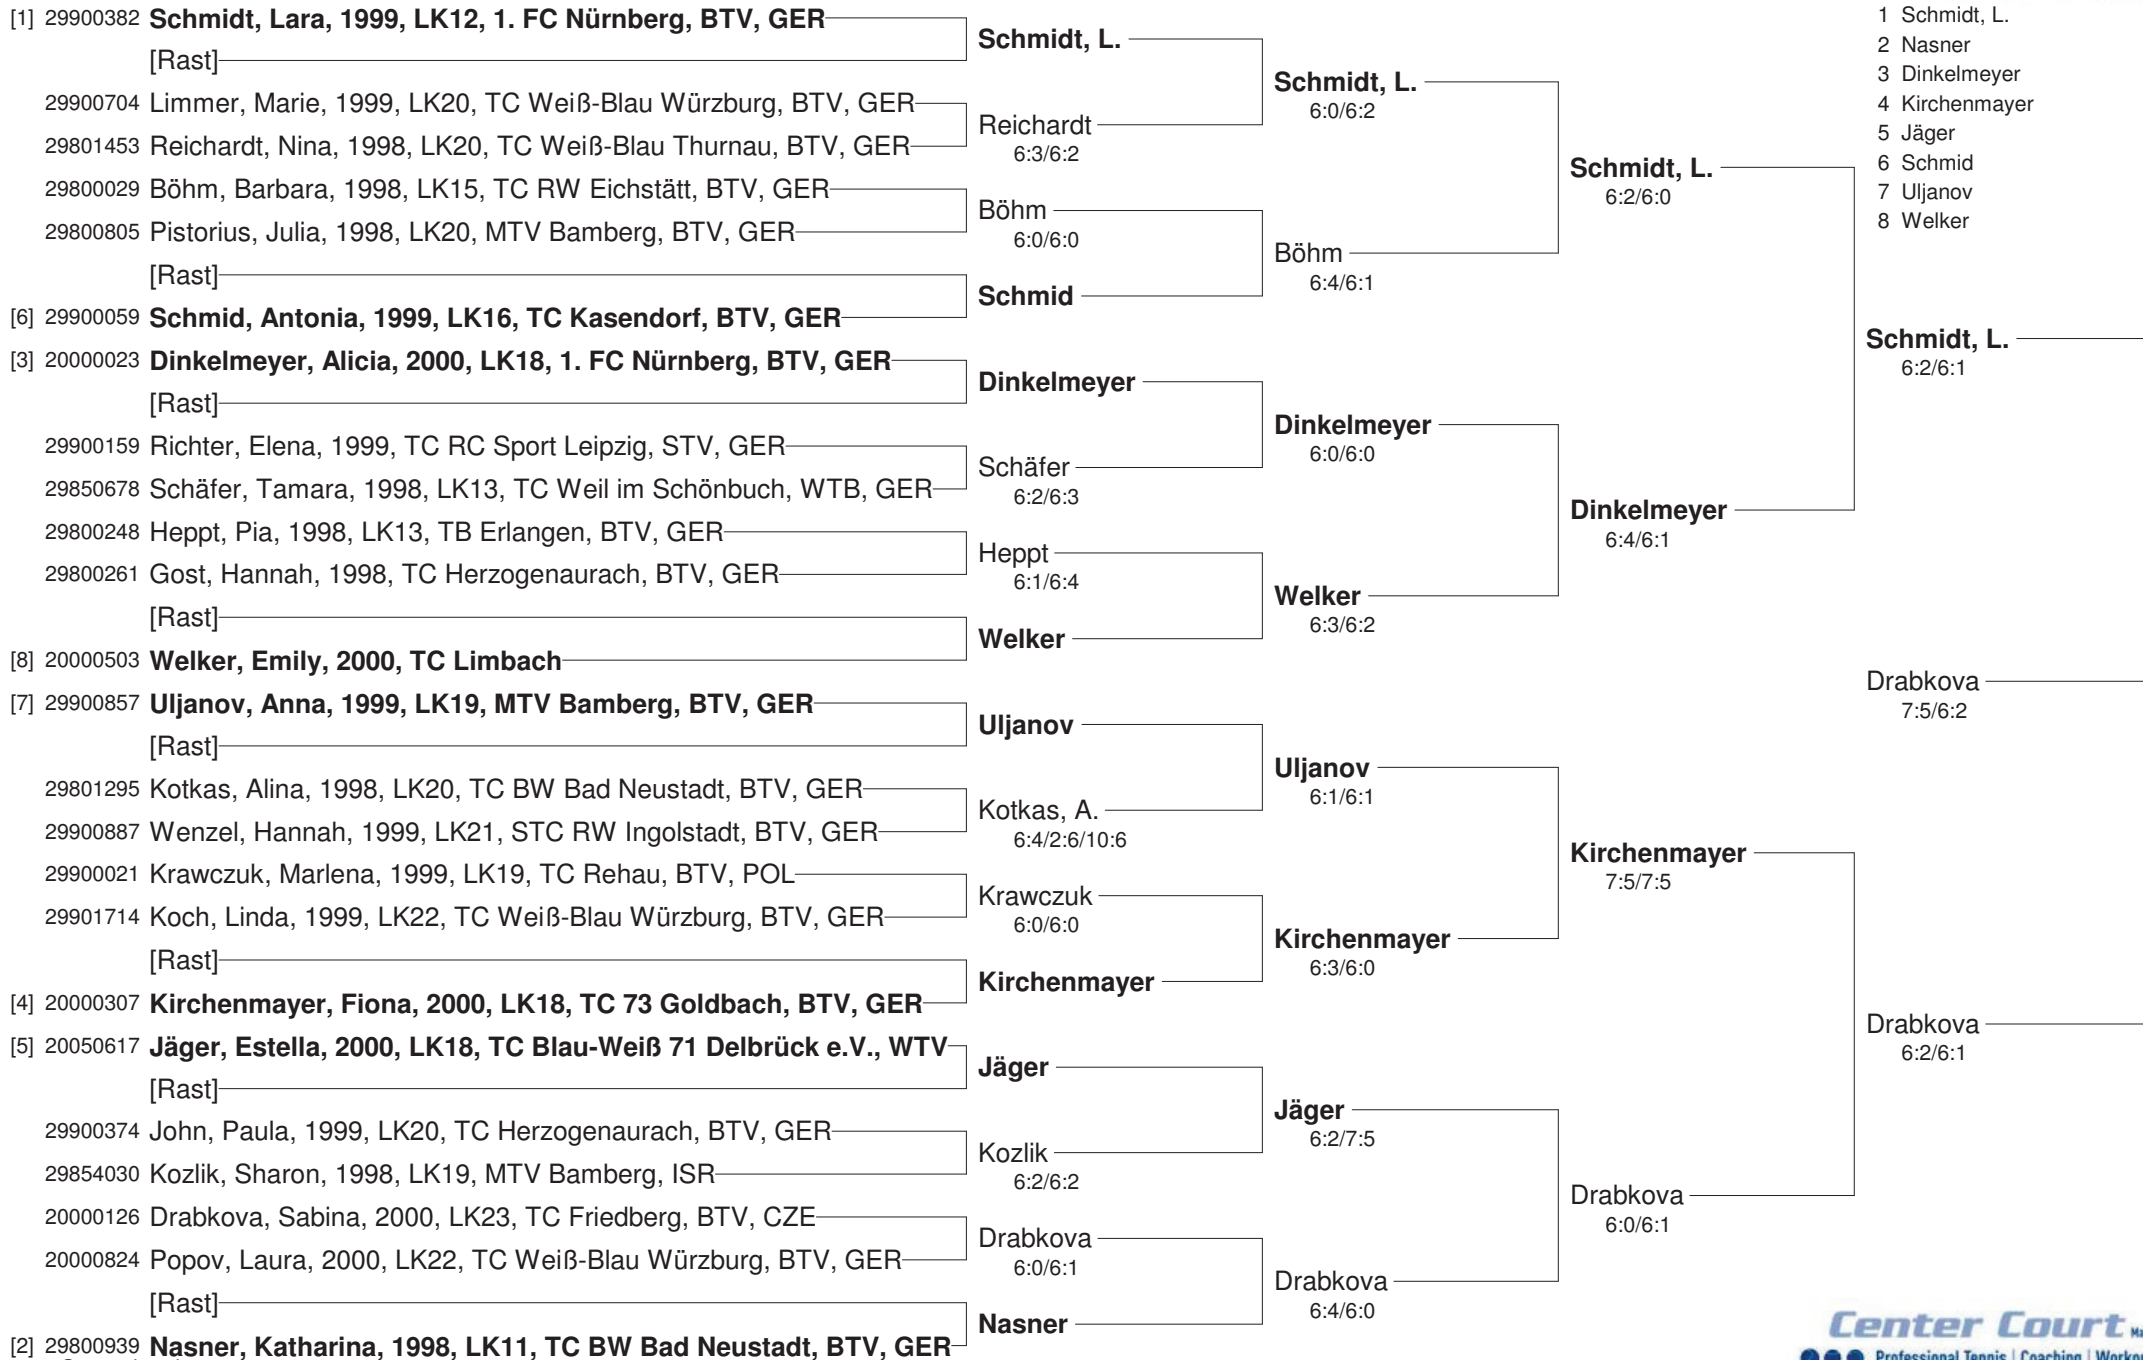 [1] 29900382 Schmidt, Lara, 1999, LK12, 1. FC Nürnberg, BTV, GER
[Rast]
29900704 Limmer, Marie, 1999, LK20, TC Weiß-Blau Würzburg, BTV, GER
29801453 Reichardt, Nina, 1998, LK20, TC Weiß-Blau Thurnau, BTV, GER
29800029 Böhm, Barbara, 1998, LK15, TC RW Eichstätt, BTV, GER
29800805 Pistorius, Julia, 1998, LK20, MTV Bamberg, BTV, GER
[Rast]
[6] 29900059 Schmid, Antonia, 1999, LK16, TC Kasendorf, BTV, GER
[3] 20000023 Dinkelmeyer, Alicia, 2000, LK18, 1. FC Nürnberg, BTV, GER
[Rast]
29900159 Richter, Elena, 1999, TC RC Sport Leipzig, STV, GER
29850678 Schäfer, Tamara, 1998, LK13, TC Weil im Schönbuch, WTB, GER
29800248 Heppt, Pia, 1998, LK13, TB Erlangen, BTV, GER
29800261 Gost, Hannah, 1998, TC Herzogenaurach, BTV, GER
[Rast]
[8] 20000503 Welker, Emily, 2000, TC Limbach
[7] 29900857 Uljanov, Anna, 1999, LK19, MTV Bamberg, BTV, GER
[Rast]
29801295 Kotkas, Alina, 1998, LK20, TC BW Bad Neustadt, BTV, GER
29900887 Wenzel, Hannah, 1999, LK21, STC RW Ingolstadt, BTV, GER
29900021 Krawczuk, Marlena, 1999, LK19, TC Rehau, BTV, POL
29901714 Koch, Linda, 1999, LK22, TC Weiß-Blau Würzburg, BTV, GER
[Rast]
[4] 20000307 Kirchenmayer, Fiona, 2000, LK18, TC 73 Goldbach, BTV, GER
[5] 20050617 Jäger, Estella, 2000, LK18, TC Blau-Weiß 71 Delbrück e.V., WTV
[Rast]
29900374 John, Paula, 1999, LK20, TC Herzogenaurach, BTV, GER
29854030 Kozlik, Sharon, 1998, LK19, MTV Bamberg, ISR
20000126 Drabkova, Sabina, 2000, LK23, TC Friedberg, BTV, CZE
20000824 Popov, Laura, 2000, LK22, TC Weiß-Blau Würzburg, BTV, GER
[Rast]
[2] 29800939 Nasner, Katharina, 1998, LK11, TC BW Bad Neustadt, BTV, GER
Schmidt, L.
Reichardt
6:3/6:2
Böhm
6:0/6:0
Schmid
Dinkelmeyer
Schäfer
6:2/6:3
Heppt
6:1/6:4
Welker
Uljanov
Kotkas, A.
6:4/2:6/10:6
Krawczuk
6:0/6:0
Kirchenmayer
Jäger
Kozlik
6:2/6:2
Drabkova
6:0/6:1
Nasner
Schmidt, L.
6:0/6:2
Böhm
6:4/6:1
Dinkelmeyer
6:0/6:0
Welker
6:3/6:2
Uljanov
6:1/6:1
Kirchenmayer
6:3/6:0
Jäger
6:2/7:5
Drabkova
6:4/6:0
Schmidt, L.
6:2/6:0
Dinkelmeyer
6:4/6:1
Kirchenmayer
7:5/7:5
Drabkova
6:0/6:1
1 Schmidt, L.
2 Nasner
3 Dinkelmeyer
4 Kirchenmayer
5 Jäger
6 Schmid
7 Uljanov
8 Welker
Schmidt, L.
6:2/6:1
Drabkova
7:5/6:2
Drabkova
6:2/6:1
Center Court
Professional Tennis | Coaching |